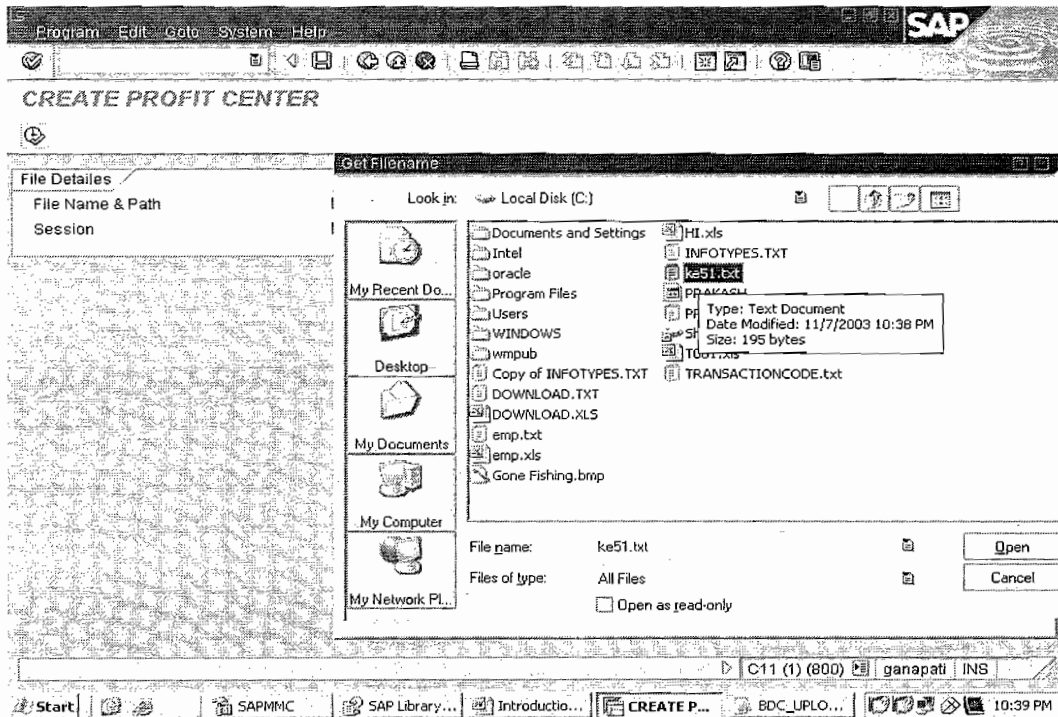 Program Edit Goto System Help
SAP
CREATE PROFIT CENTER
File Detailes
File Name & Path
Session
Get Filename
Look in: Local Disk (C:)
My Recent Do...
Desktop
My Documents
My Computer
My Network Pl...
Documents and Settings
Intel
oracle
Program Files
Users
WINDOWS
wmpub
Copy of INFOTYPES.TXT
DOWNLOAD.TXT
DOWNLOAD.XLS
emp.txt
emp.xls
Gone Fishing.bmp
HI.xls
INFOTYPES.TXT
ke51.txt
PRAKASH
TRANSACTIONCODE.txt
Type: Text Document
Date Modified: 11/7/2003 10:38 PM
Size: 195 bytes
File name: ke51.txt Open
Files of type: All Files Cancel
Open as read-only
C11 (1) (800) ganapati INS
Start SAPMMC SAP Library... Introductio... CREATE P... BDC_UPLO... 10:39 PM